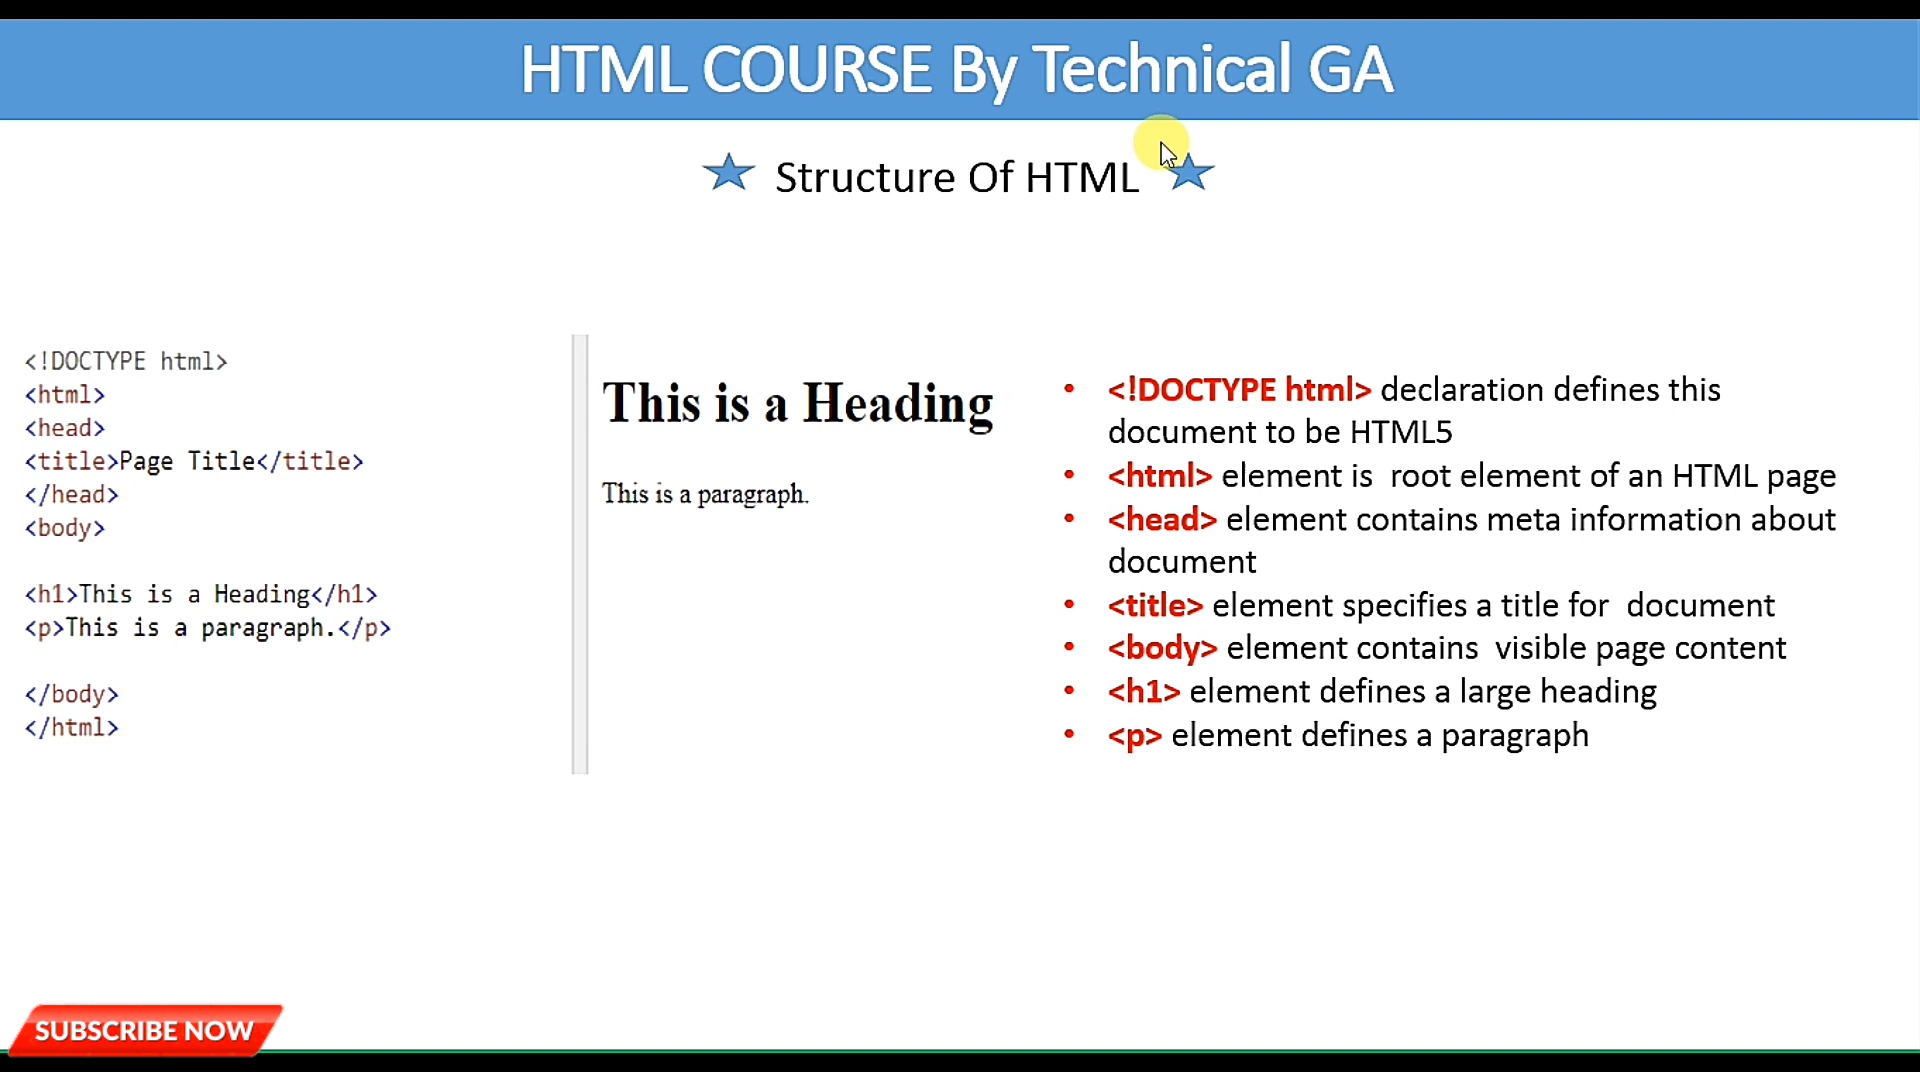 HTML COURSE By Technical GA
Structure Of HTML
<!DOCTYPE html>
<html>
<head>
<title>Page Title</title>
</head>
<body>
<h1>This is a Heading</h1>
<p>This is a paragraph.</p>
</body>
</html>
This is a Heading
This is a paragraph.
• <!DOCTYPE html> declaration defines this
document to be HTML5
• <html> element is root element of an HTML page
• <head> element contains meta information about
document
• <title> element specifies a title for document
• <body> element contains visible page content
• <h1> element defines a large heading
• <p> element defines a paragraph
SUBSCRIBE NOW